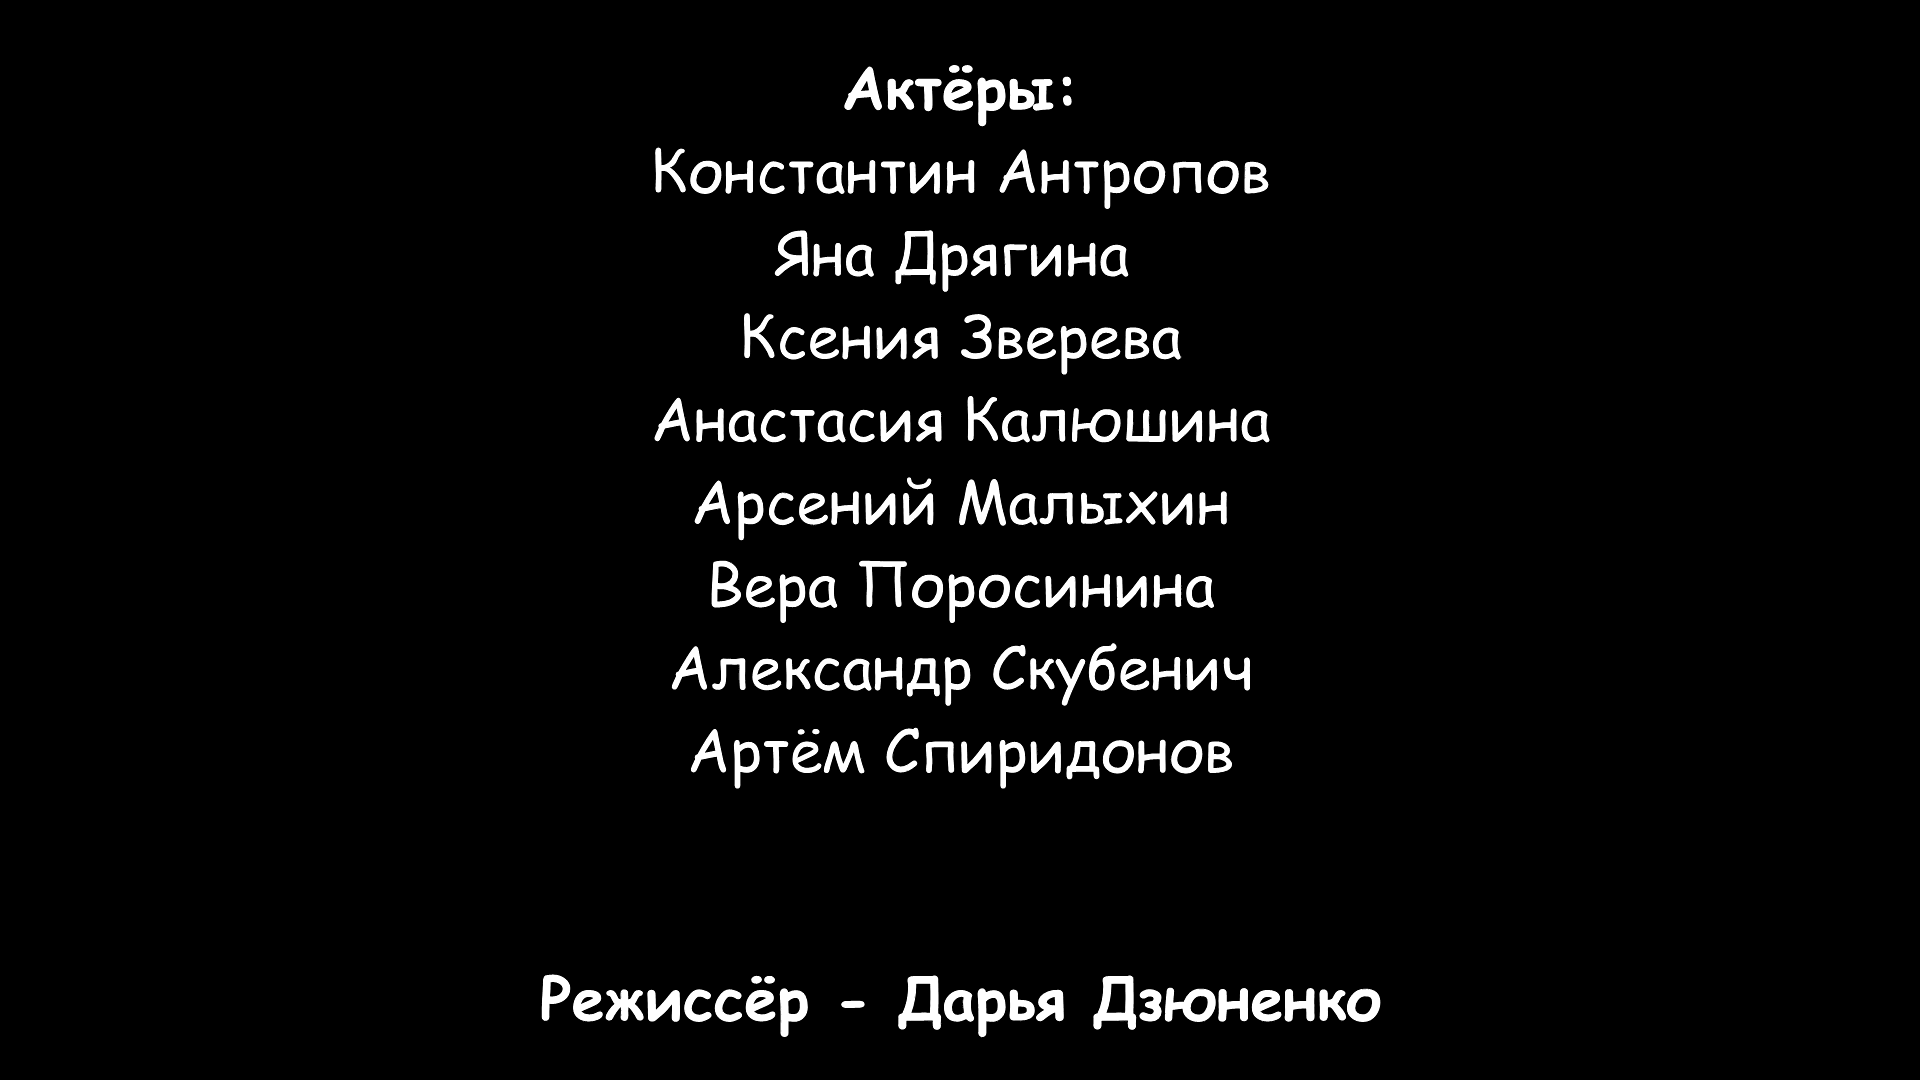 Актёры:
Константин Антропов
Яна Дрягина
Ксения Зверева
Анастасия Калюшина
Арсений Малыхин
Вера Поросинина
Александр Скубенич
Артём Спиридонов
Режиссёр - Дарья Дзюненко